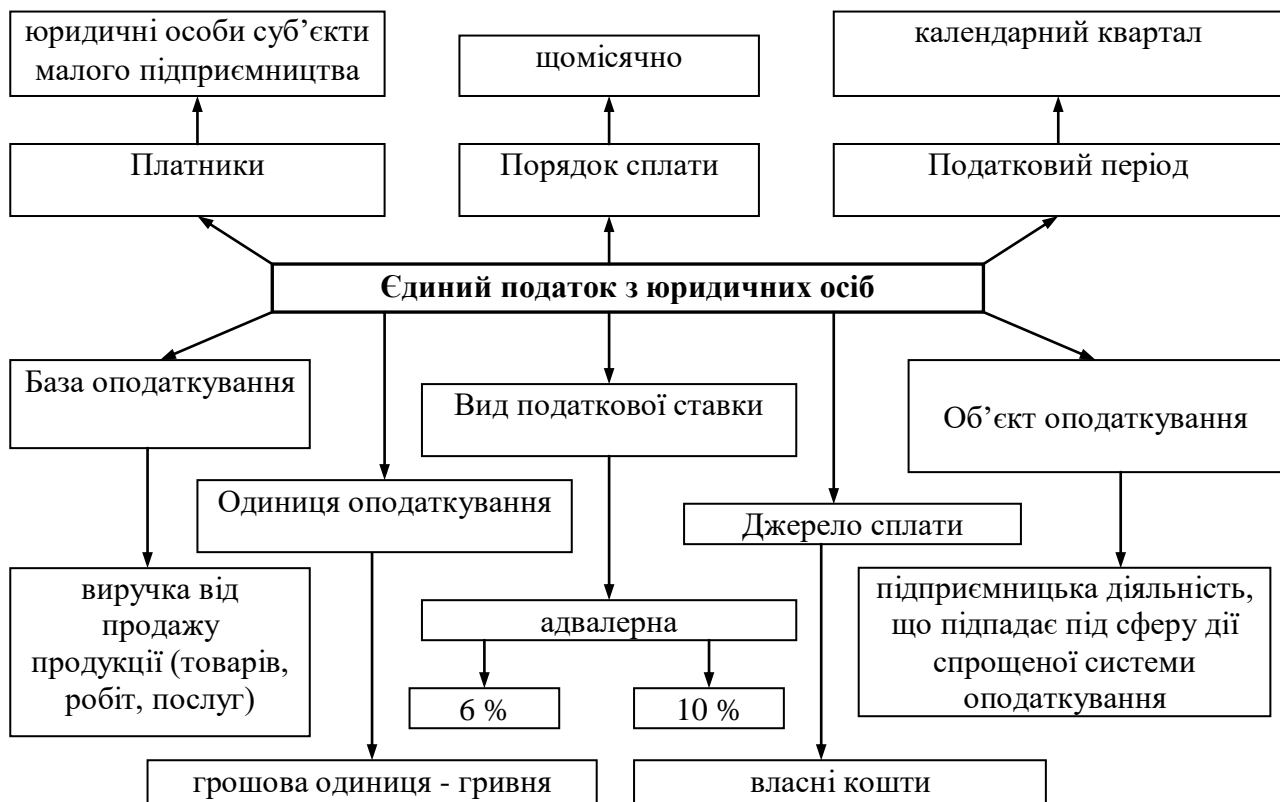 юридичні особи суб’єкти
малого підприємництва
щомісячно
календарний квартал
Платники
Порядок сплати
Податковий період
Єдиний податок з юридичних осіб
База оподаткування
Вид податкової ставки
Об’єкт оподаткування
Одиниця оподаткування
Джерело сплати
виручка від
продажу
продукції (товарів,
робіт, послуг)
адвалерна
підприємницька діяльність,
що підпадає під сферу дії
спрощеної системи
оподаткування
6 %
10 %
грошова одиниця - гривня
власні кошти